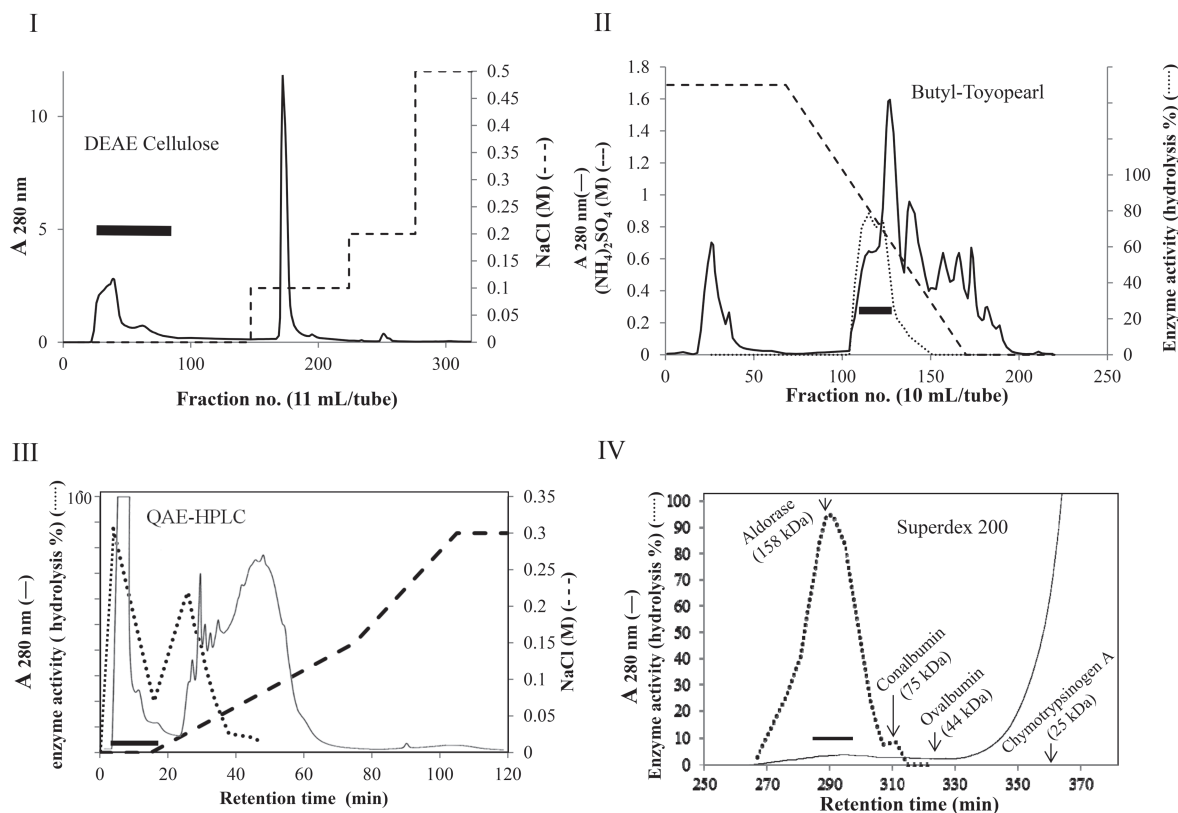 I
DEAE Cellulose
A 280 nm
10
5
0
0
100
200
300
Fraction no. (11 mL/tube)
0.5
0.45
0.4
0.35
0.3
0.25
0.2
0.15
0.1
0.05
0
NaCl (M) (---)
II
Butyl-Toyopearl
A 280 nm(—)
(NH₄)₂SO₄ (M) (---)
1.8
1.6
1.4
1.2
1
0.8
0.6
0.4
0.2
0
0
50
100
150
200
250
Fraction no. (10 mL/tube)
100
80
60
40
20
0
Enzyme activity (hydrolysis %) (......)
III
QAE-HPLC
A 280 nm (—)
enzyme activity ( hydrolysis %) (......)
100
0
0
20
40
60
80
100
120
Retention time (min)
0.35
0.3
0.25
0.2
0.15
0.1
0.05
0
NaCl (M) (---)
IV
Superdex 200
A 280 nm (—)
Enzyme activity (hydrolysis %) (......)
100
90
80
70
60
50
40
30
20
10
0
250
270
290
310
330
350
370
Retention time (min)
Aldorase
(158 kDa)
Conalbumin
(75 kDa)
Ovalbumin
(44 kDa)
Chymotrypsinogen A
(25 kDa)